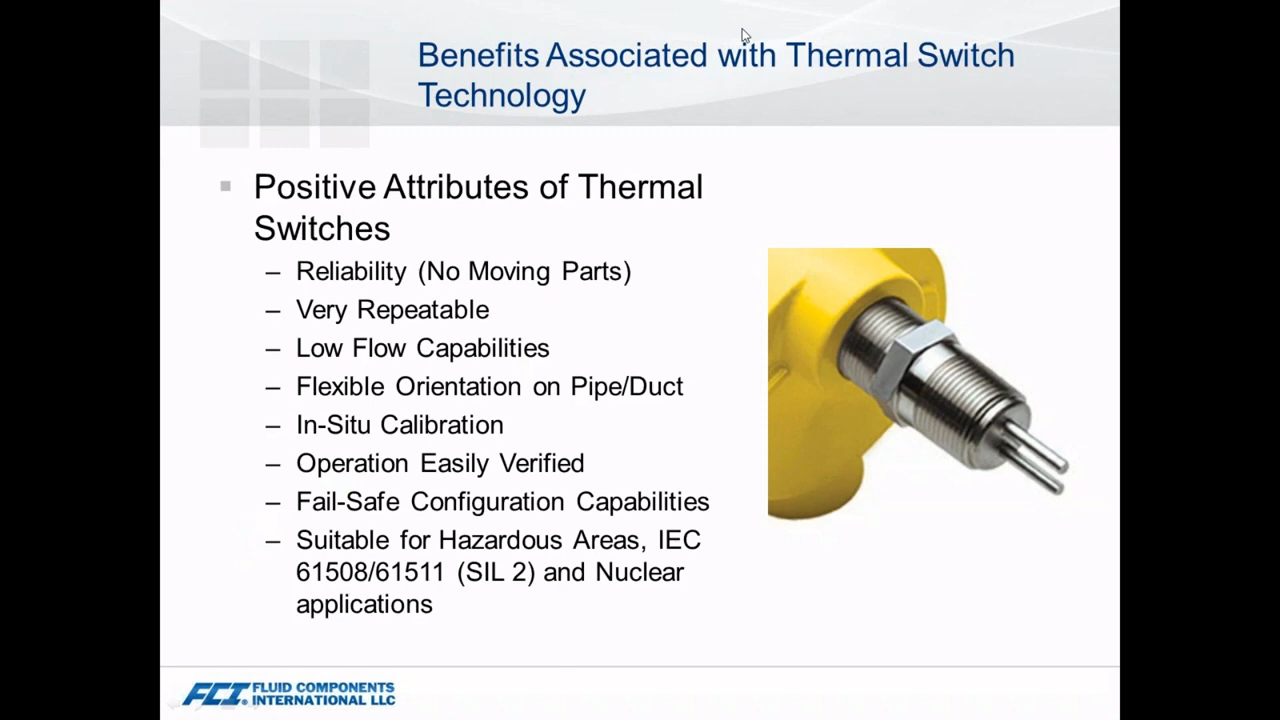 Benefits Associated with Thermal Switch
Technology
Positive Attributes of Thermal
Switches
– Reliability (No Moving Parts)
– Very Repeatable
– Low Flow Capabilities
– Flexible Orientation on Pipe/Duct
– In-Situ Calibration
– Operation Easily Verified
– Fail-Safe Configuration Capabilities
– Suitable for Hazardous Areas, IEC
61508/61511 (SIL 2) and Nuclear
applications
FCI. FLUID COMPONENTS
INTERNATIONAL LLC